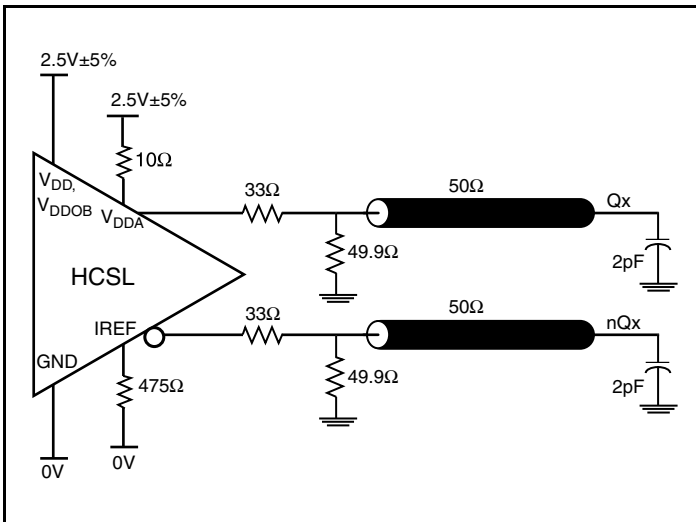 2.5V±5%
2.5V±5%
10Ω
VDD,
VDDOB
VDDA
33Ω
50Ω
Qx
49.9Ω
2pF
HCSL
IREF
33Ω
50Ω
nQx
GND
475Ω
49.9Ω
2pF
0V
0V